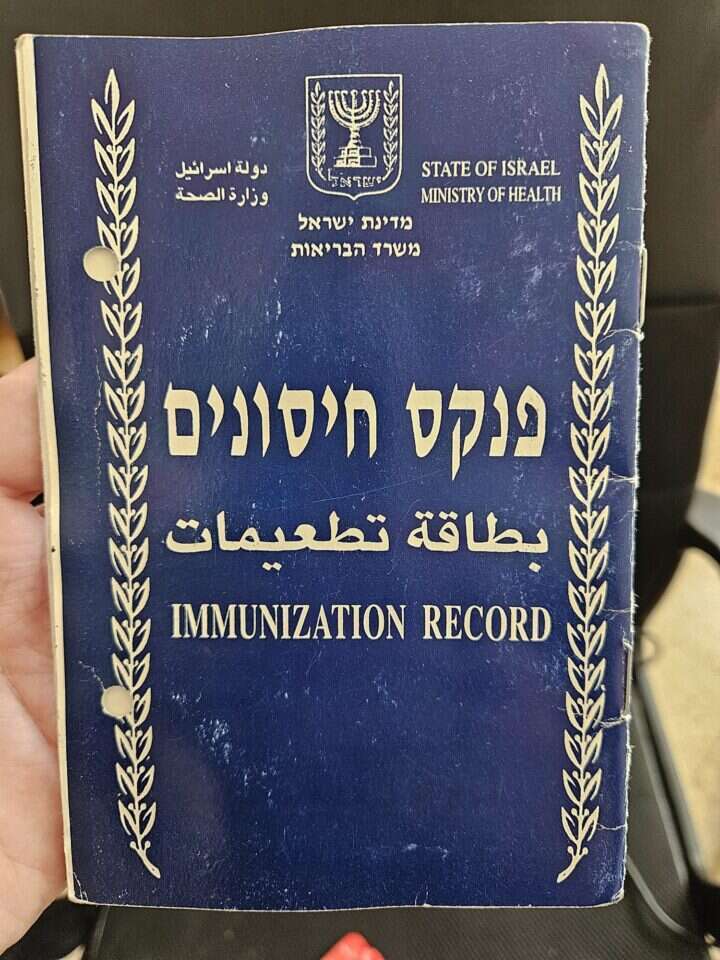 ישראל
دولة اسرائيل
وزارة الصحة
STATE OF ISRAEL
MINISTRY OF HEALTH
מדינת ישראל
משרד הבריאות
פנקס חיסונים
بطاقة تطعيمات
IMMUNIZATION RECORD